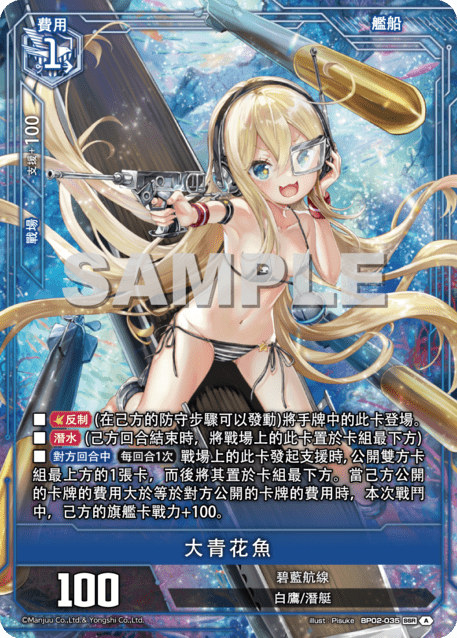 費用
1
艦船
支援+100
戰場
SAMPLE
■ 反制 (在己方的防守步驟可以發動)將手牌中的此卡登場。
■ 潛水 (己方回合結束時，將戰場上的此卡置於卡組最下方)
■ 對方回合中 每回合1次 戰場上的此卡發起支援時，公開雙方卡
組最上方的1張卡，而後將其置於卡組最下方。當己方公開
的卡牌的費用大於等於對方公開的卡牌的費用時，本次戰鬥
中，己方的旗艦卡戰力+100。
大青花魚
100
碧藍航線
白鷹/潛艇
©Manjuu Co.,Ltd.& Yongshi Co.,Ltd.
illust Pisuke BP02-035 SSR A